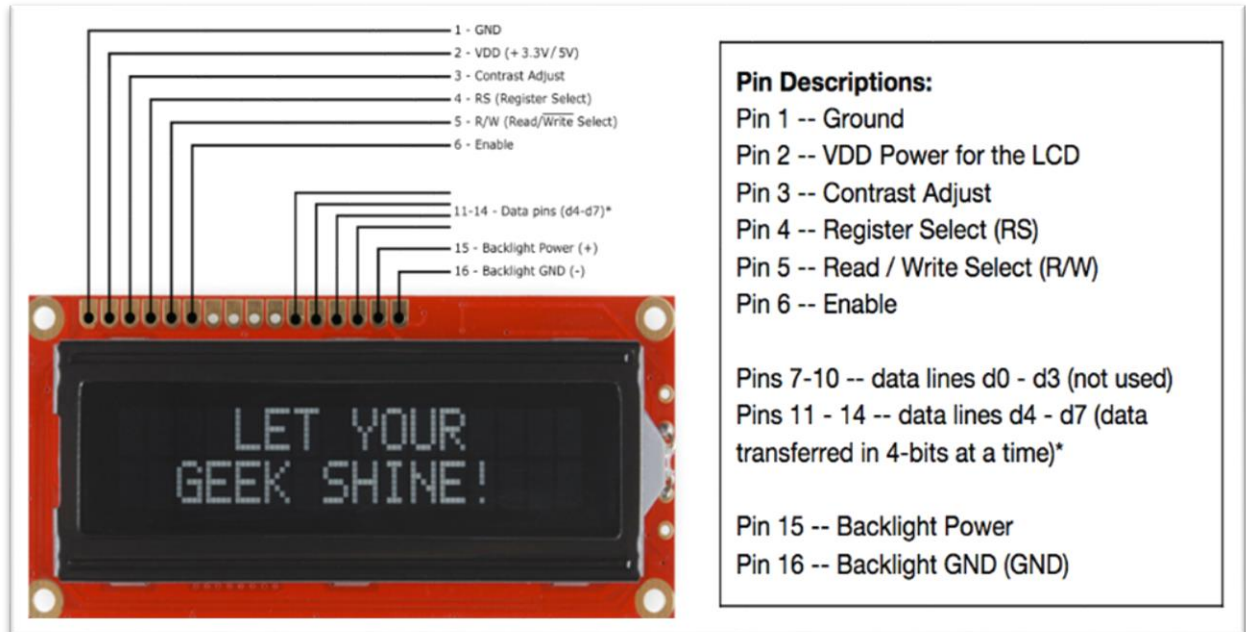 1 - GND
2 - VDD (+3.3V/5V)
3 - Contrast Adjust
4 - RS (Register Select)
5 - R/W (Read/Write Select)
6 - Enable
11-14 - Data pins (d4-d7)*
15 - Backlight Power (+)
16 - Backlight GND (-)
LET YOUR
GEEK SHINE!
Pin Descriptions:
Pin 1 -- Ground
Pin 2 -- VDD Power for the LCD
Pin 3 -- Contrast Adjust
Pin 4 -- Register Select (RS)
Pin 5 -- Read / Write Select (R/W)
Pin 6 -- Enable
Pins 7-10 -- data lines d0 - d3 (not used)
Pins 11 - 14 -- data lines d4 - d7 (data
transferred in 4-bits at a time)*
Pin 15 -- Backlight Power
Pin 16 -- Backlight GND (GND)